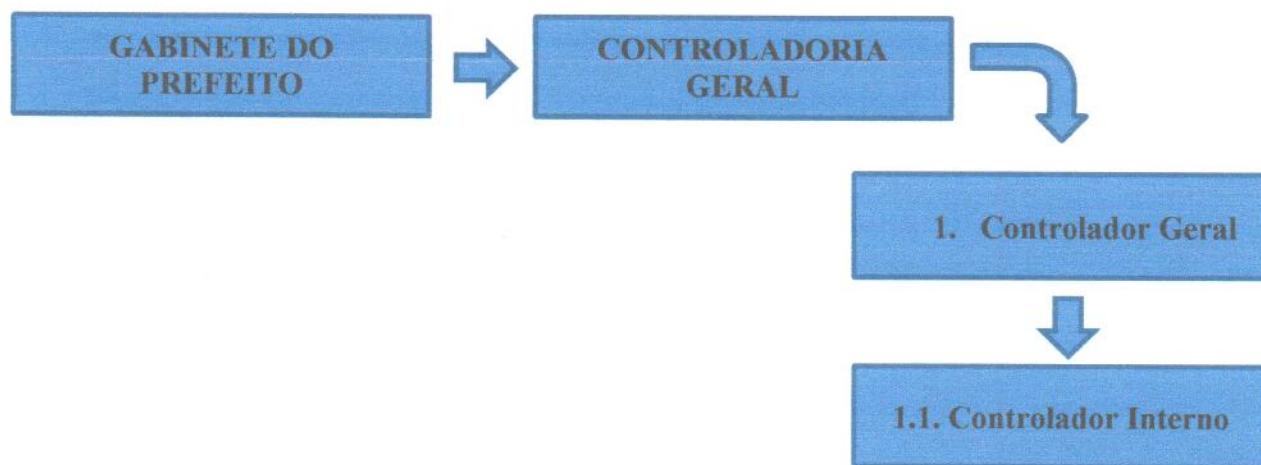 GABINETE DO
PREFEITO
CONTROLADORIA
GERAL
1. Controlador Geral
1.1. Controlador Interno